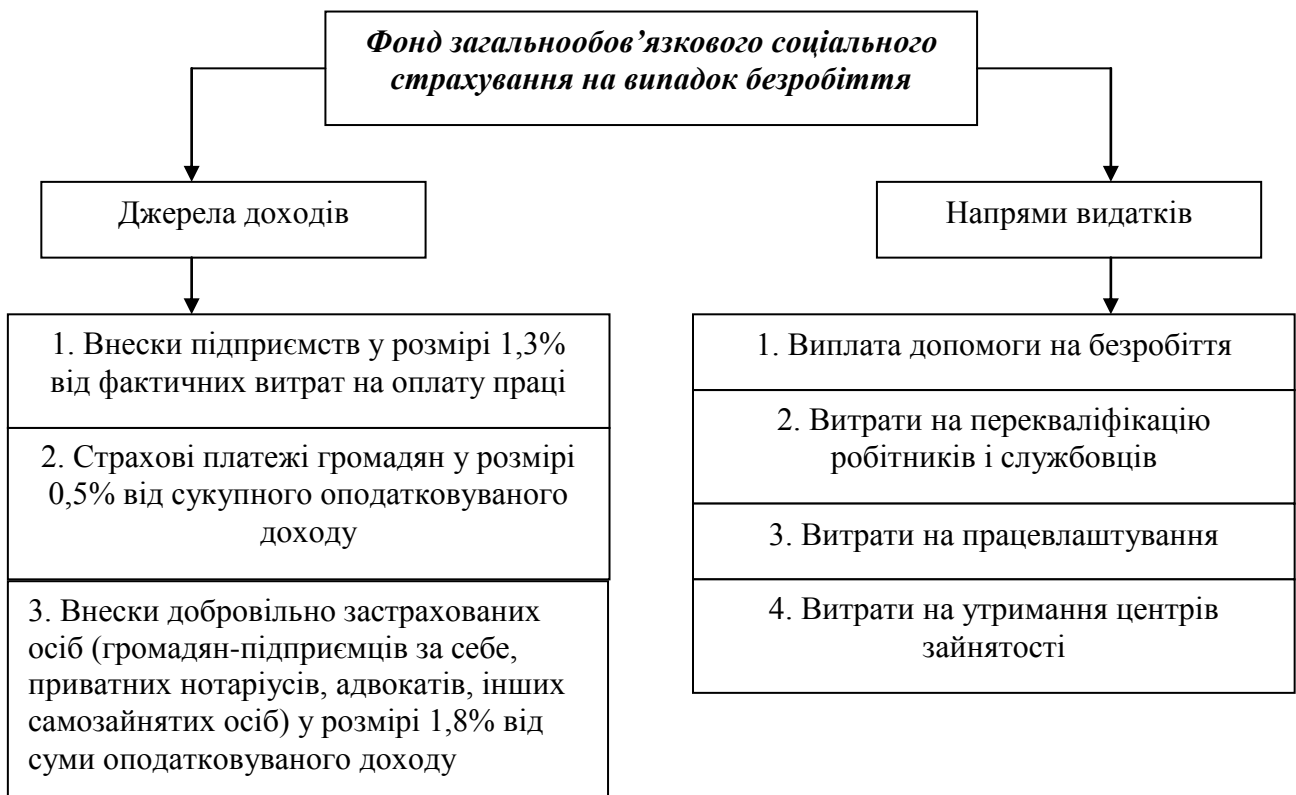 Фонд загальнообов’язкового соціального
страхування на випадок безробіття
Джерела доходів
Напрями видатків
1. Внески підприємств у розмірі 1,3%
від фактичних витрат на оплату праці
2. Страхові платежі громадян у розмірі
0,5% від сукупного оподатковуваного
доходу
3. Внески добровільно застрахованих
осіб (громадян-підприємців за себе,
приватних нотаріусів, адвокатів, інших
самозайнятих осіб) у розмірі 1,8% від
суми оподатковуваного доходу
1. Виплата допомоги на безробіття
2. Витрати на перекваліфікацію
робітників і службовців
3. Витрати на працевлаштування
4. Витрати на утримання центрів
зайнятості